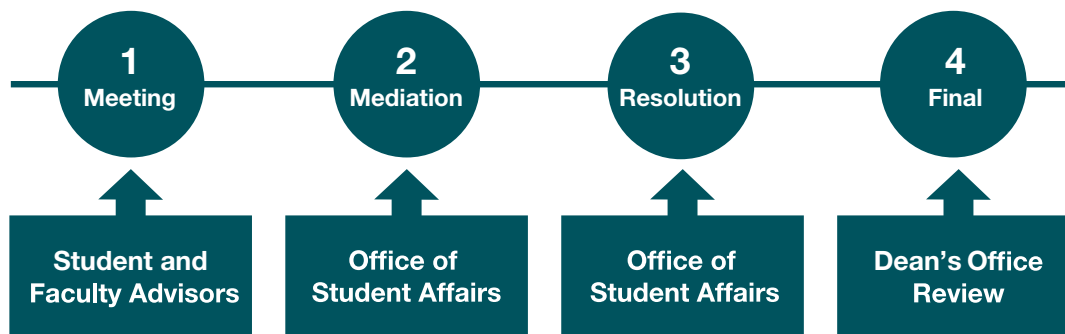 1
Meeting
2
Mediation
3
Resolution
4
Final
Student and
Faculty Advisors
Office of
Student Affairs
Office of
Student Affairs
Dean’s Office
Review